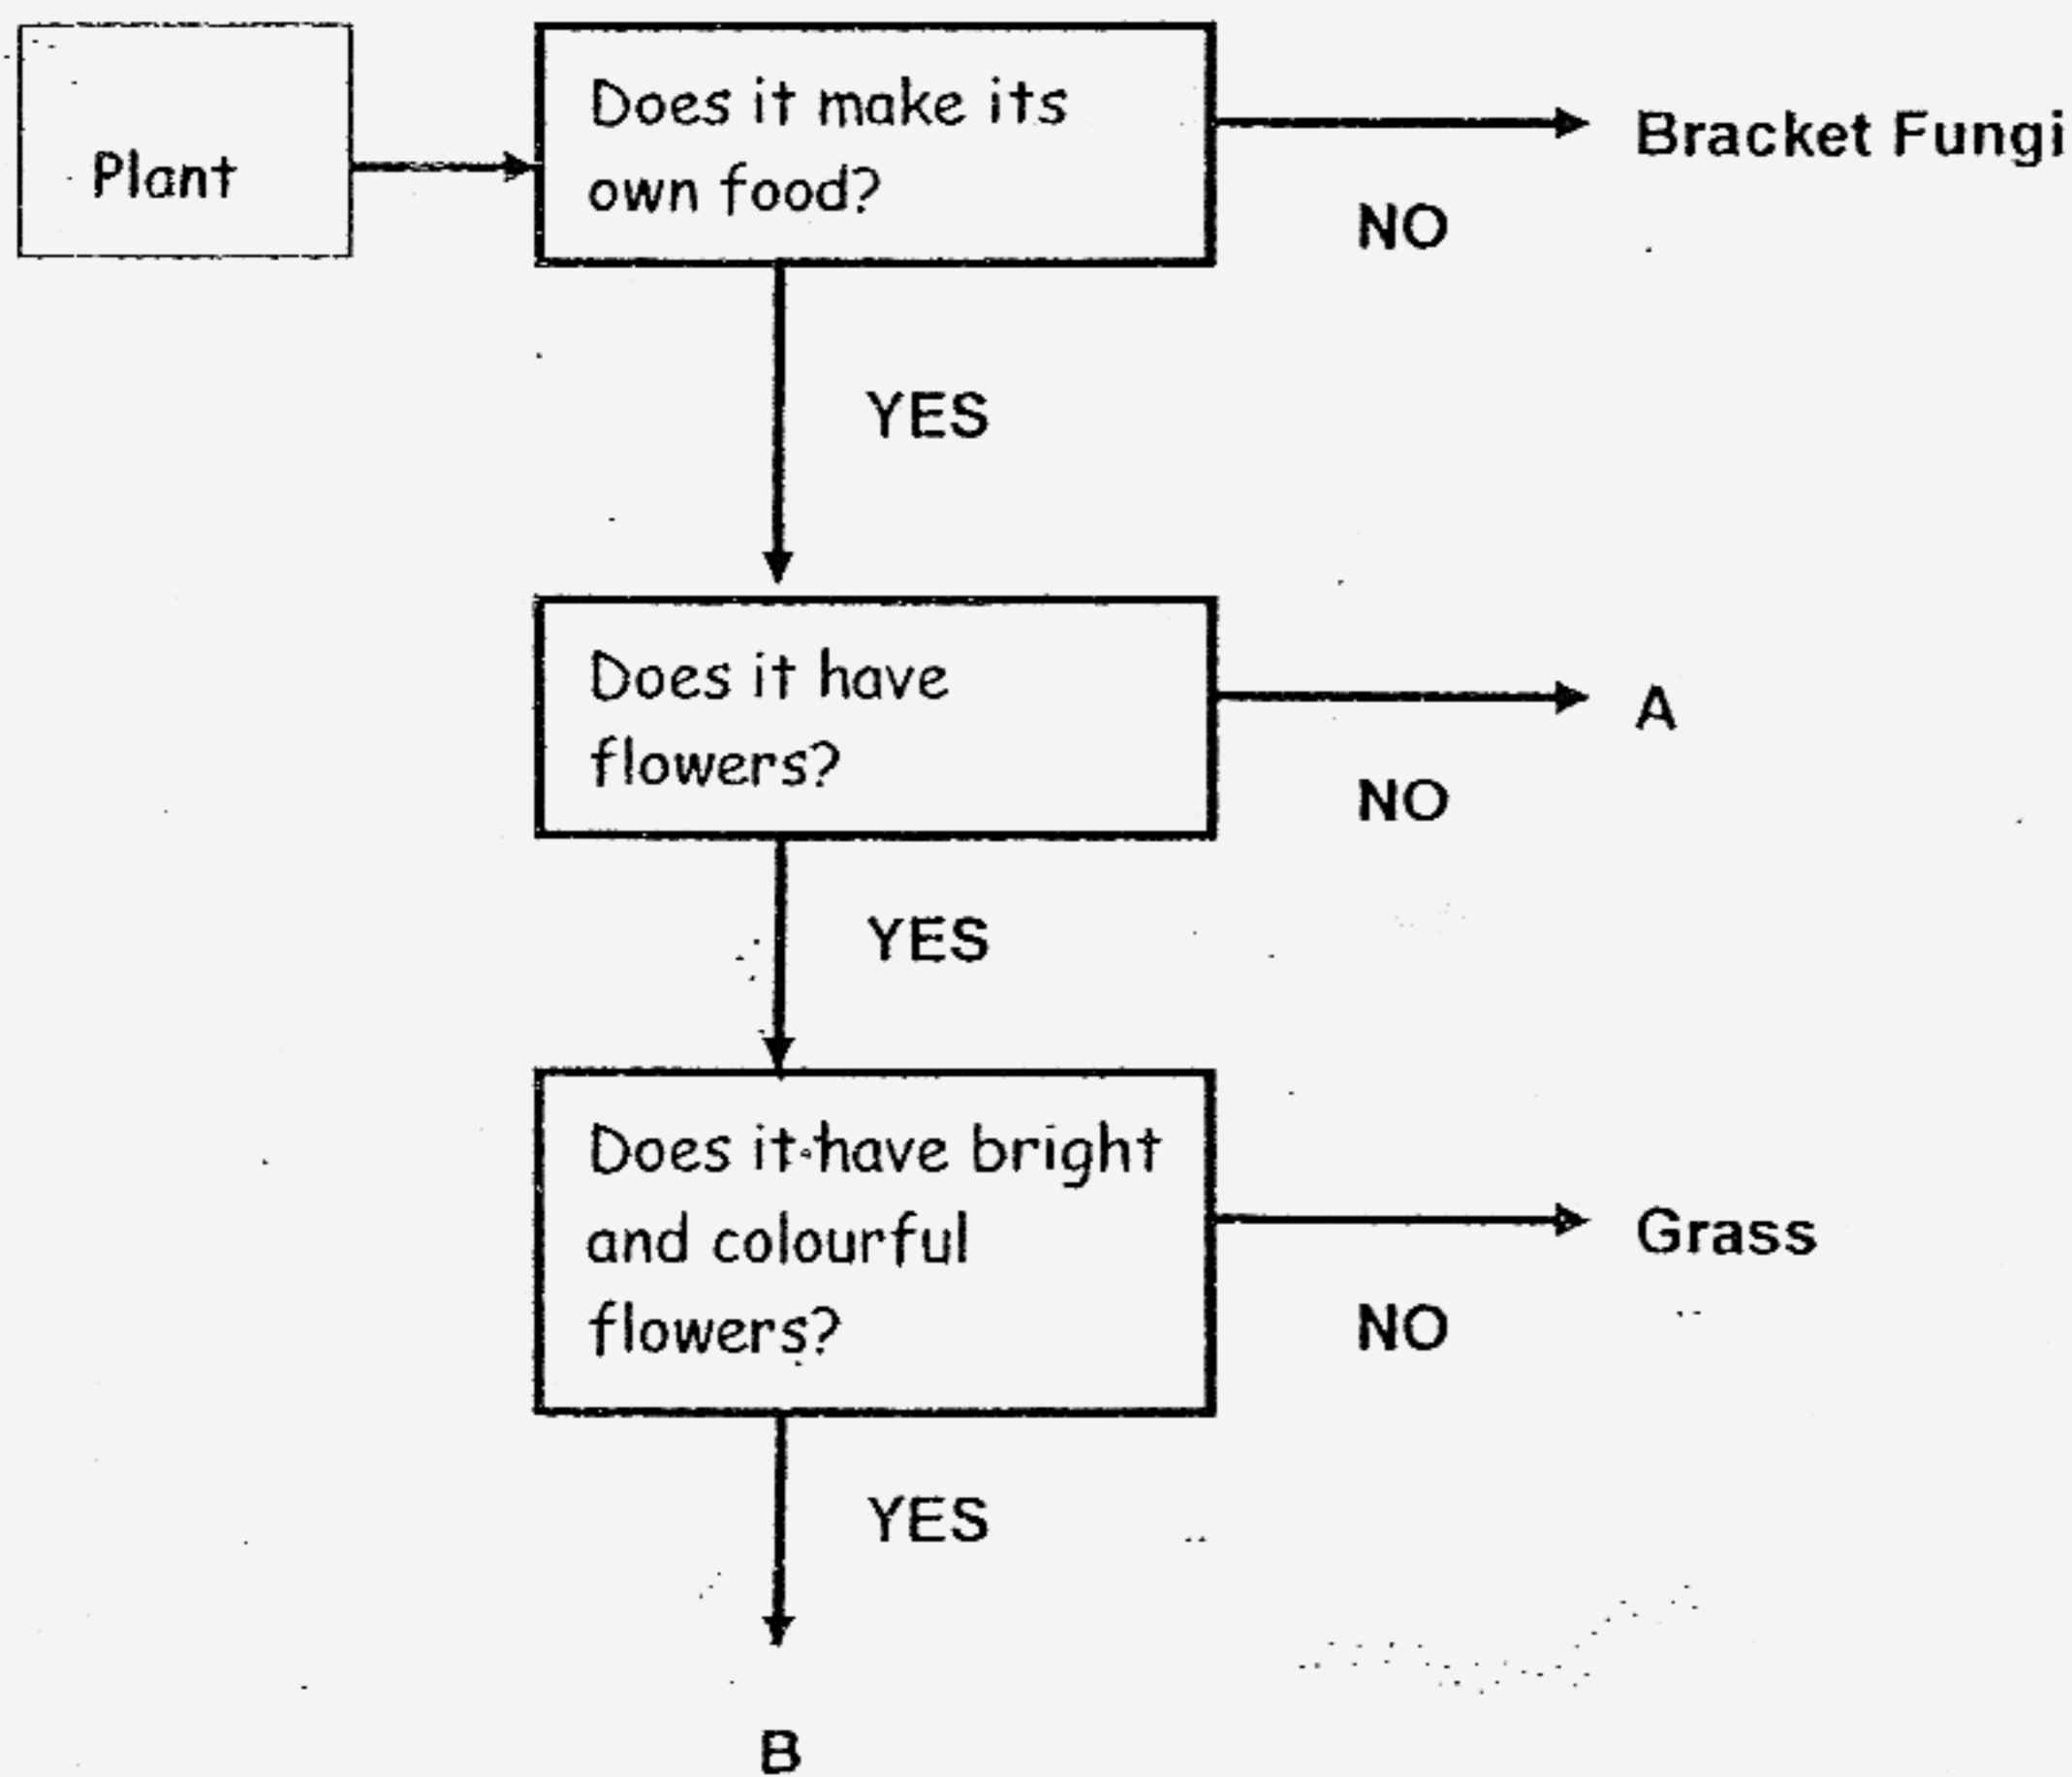 Plant
Does it make its
own food?
Bracket Fungi
NO
YES
Does it have
flowers?
A
NO
YES
Does it have bright
and colourful
flowers?
Grass
NO
YES
B